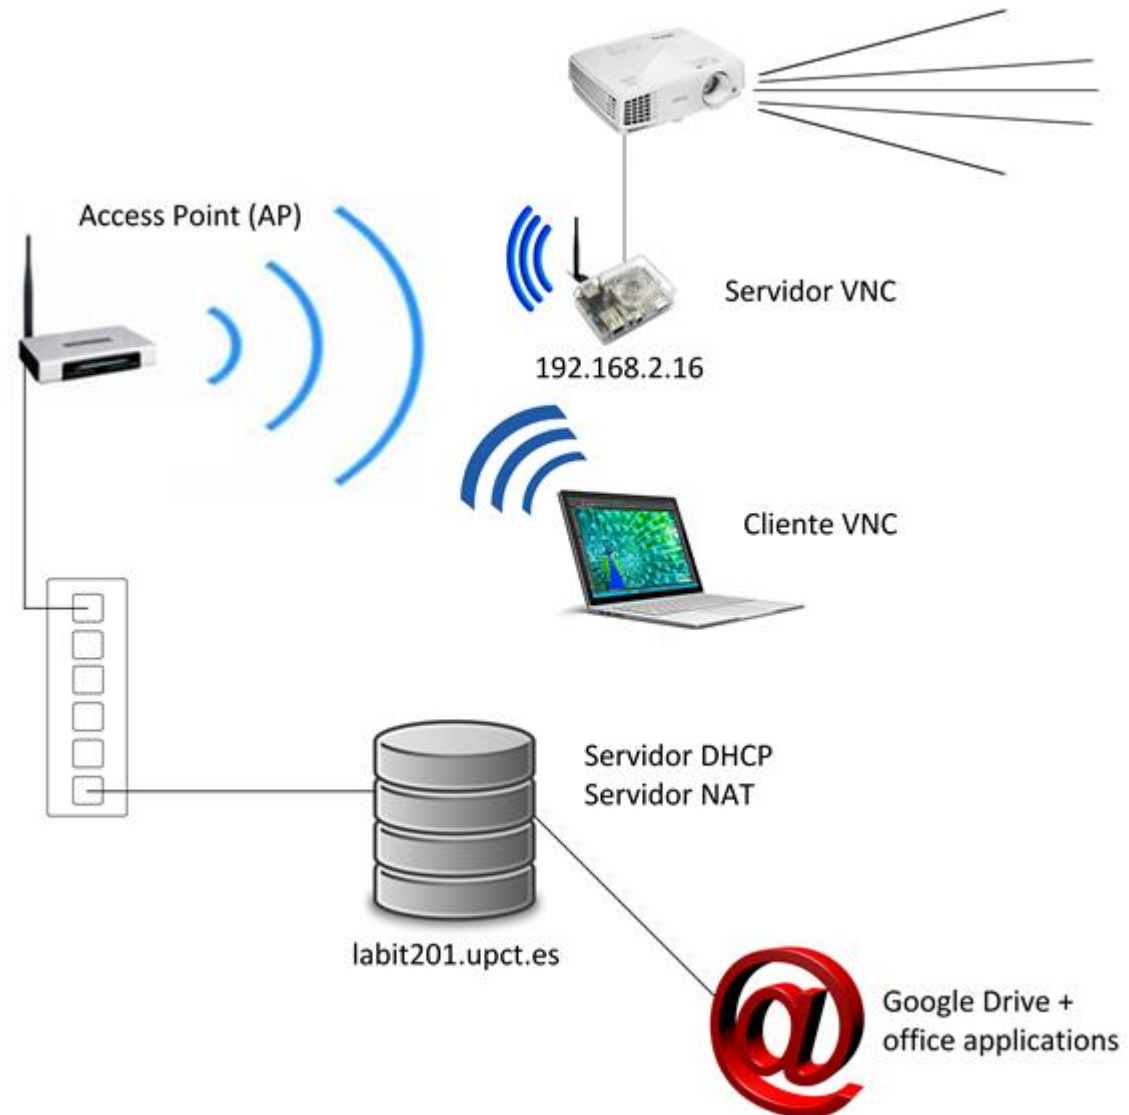 Access Point (AP)
Servidor VNC
192.168.2.16
Cliente VNC
Servidor DHCP
Servidor NAT
labit201.upct.es
Google Drive +
office applications